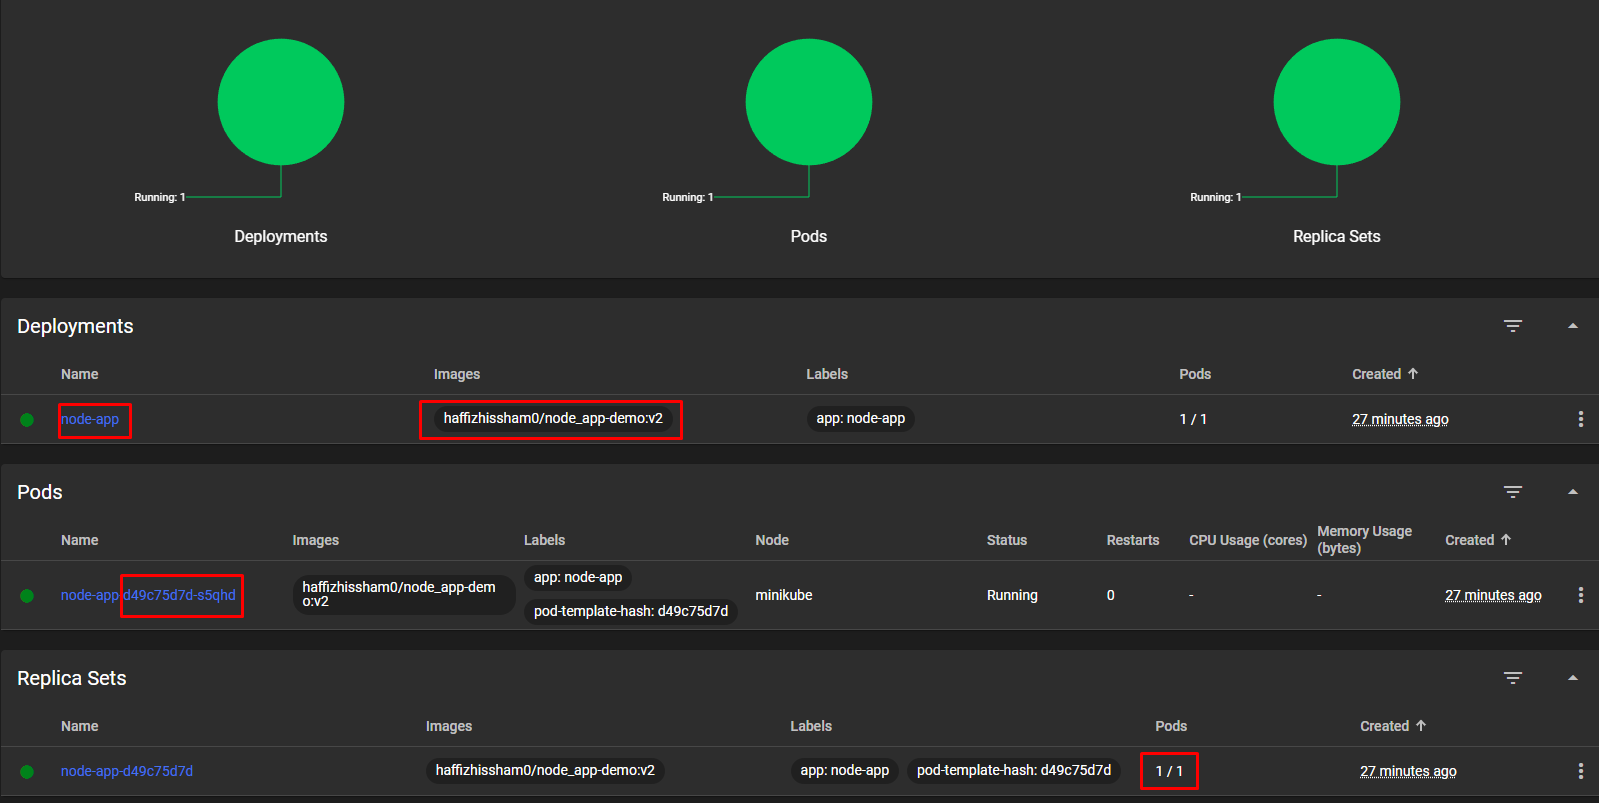 Running: 1
Running: 1
Running: 1
Deployments
Pods
Replica Sets
Deployments
Name Images Labels Pods Created
node-app haffizhissham0/node_app-demo:v2 app: node-app 1 / 1 27 minutes ago
Pods
Name Images Labels Node Status Restarts CPU Usage (cores) Memory Usage
(bytes) Created
node-app-d49c75d7d-s5qhd haffizhissham0/node_app-dem
o:v2 app: node-app
pod-template-hash: d49c75d7d minikube Running 0 - - 27 minutes ago
Replica Sets
Name Images Labels Pods Created
node-app-d49c75d7d haffizhissham0/node_app-demo:v2 app: node-app pod-template-hash: d49c75d7d 1 / 1 27 minutes ago